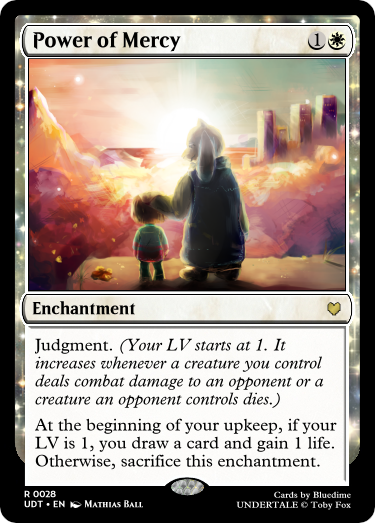 Power of Mercy 1
Enchantment
Judgment. (Your LV starts at 1. It
increases whenever a creature you control
deals combat damage to an opponent or a
creature an opponent controls dies.)
At the beginning of your upkeep, if your
LV is 1, you draw a card and gain 1 life.
Otherwise, sacrifice this enchantment.
R 0028
UDT • EN Mathias Ball
Cards by Bluedime
UNDERTALE © Toby Fox